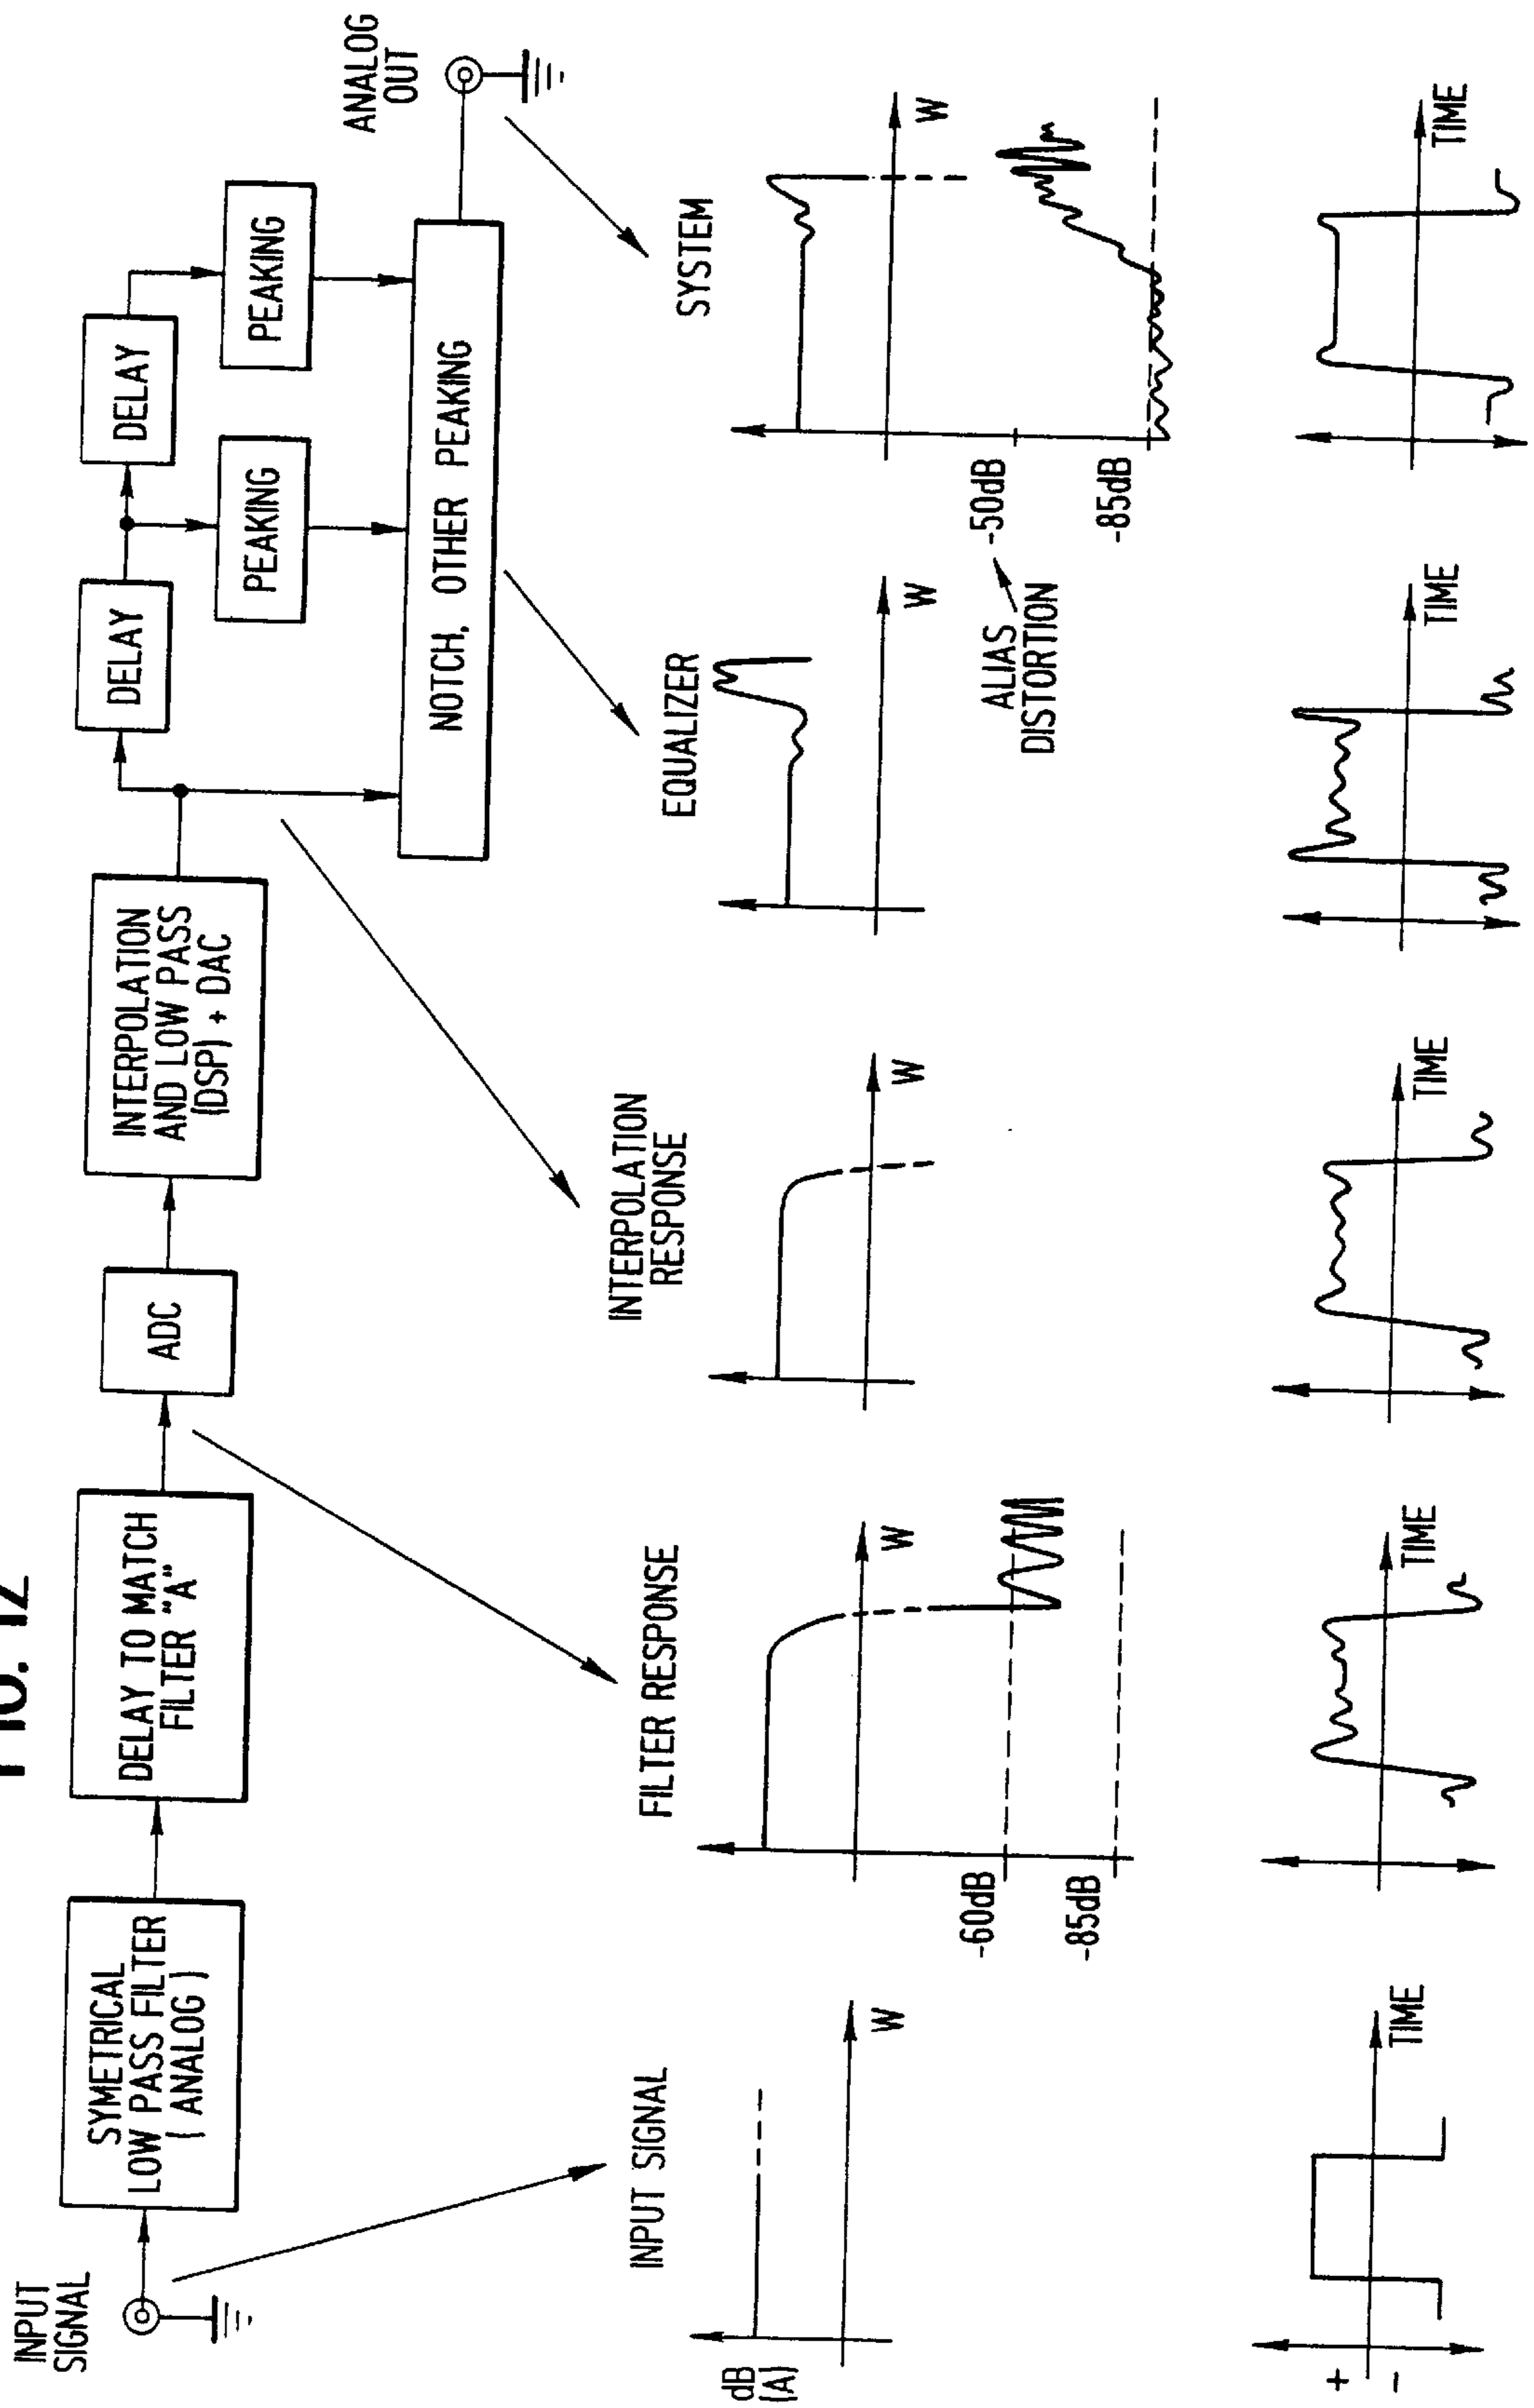 FIG. 12
INPUT
SIGNAL
SYMETRICAL
LOW PASS FILTER
( ANALOG )
DELAY TO MATCH
FILTER "A"
ADC
INTERPOLATION
AND LOW PASS
(DSP) + DAC
DELAY
DELAY
PEAKING
PEAKING
NOTCH, OTHER PEAKING
ANALOG
OUT
INPUT SIGNAL
FILTER RESPONSE
INTERPOLATION
RESPONSE
EQUALIZER
SYSTEM
dB
(A)
W
-60dB
-85dB
W
W
W
ALIAS
DISTORTION
-50dB
-85dB
W
+
-
TIME
TIME
TIME
TIME
TIME